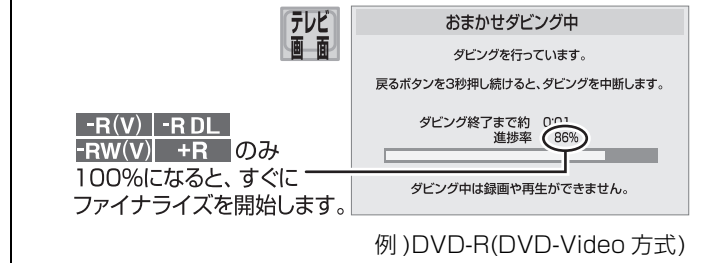 テレビ
画面
おまかせダビング中
ダビングを行っています。
戻るボタンを3秒押し続けると、ダビングを中断します。
ダビング終了まで約 0:01
進捗率 86%
ダビング中は録画や再生ができません。
-R(V) -R DL
-RW(V) +R のみ
100%になると、すぐに
ファイナライズを開始します。
例)DVD-R(DVD-Video 方式)